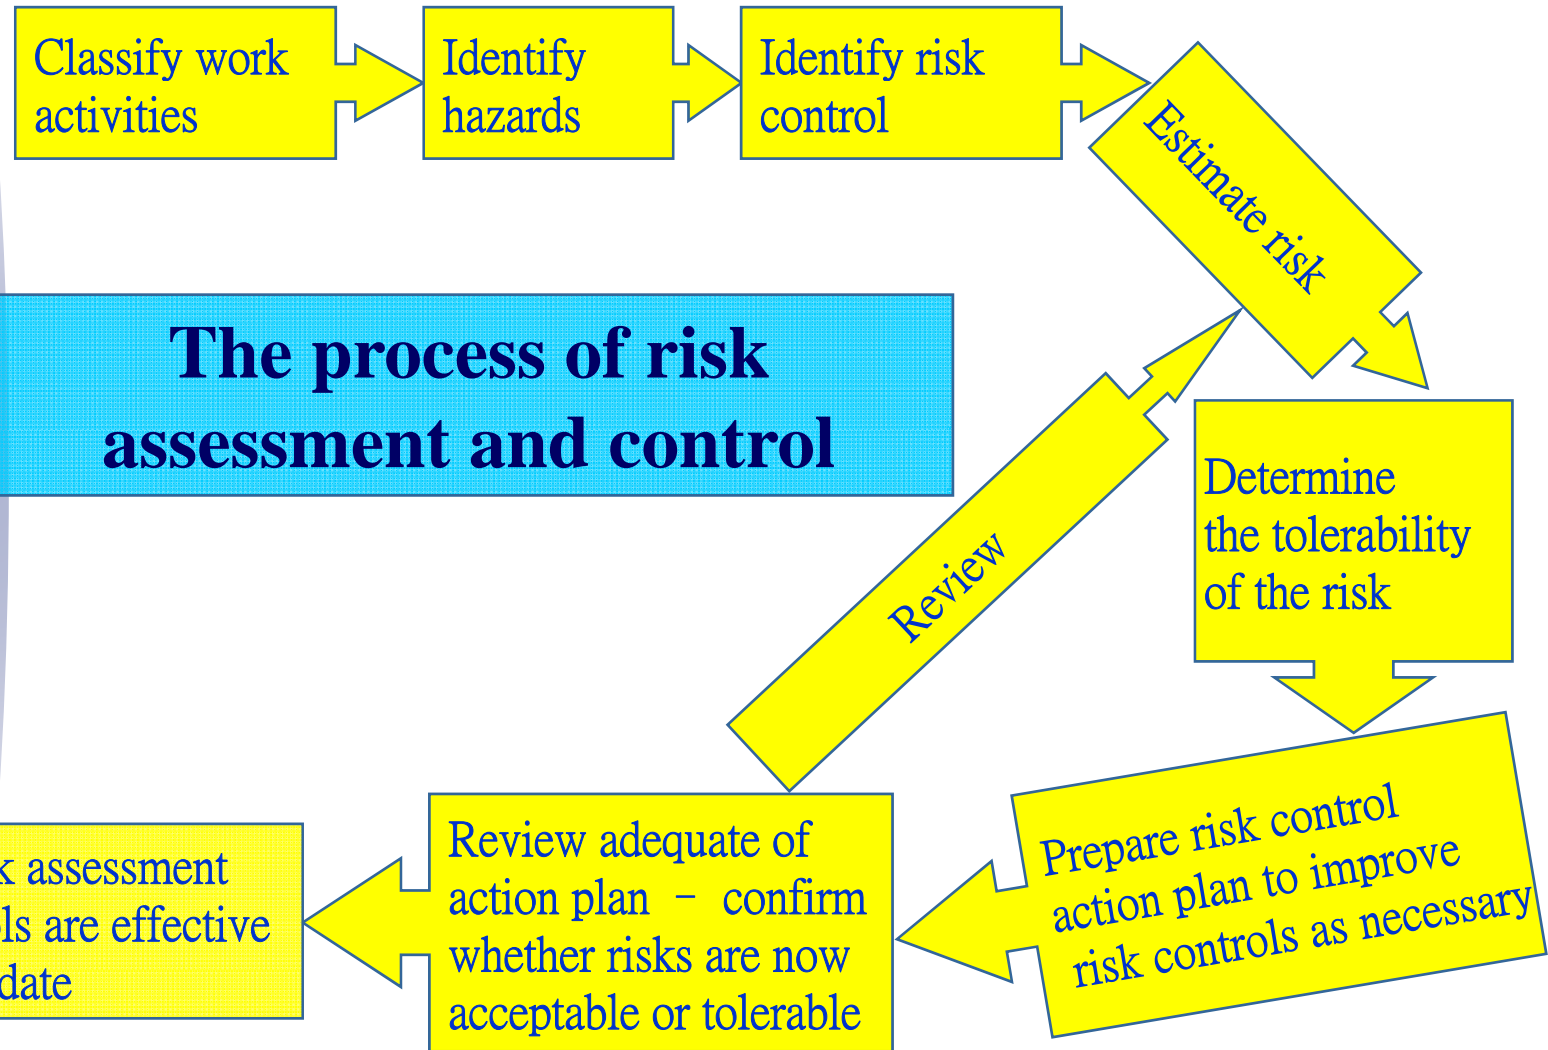 Classify work
activities
Identify
hazards
Identify risk
control
Estimate risk
The process of risk
assessment and control
Determine
the tolerability
of the risk
Review
Prepare risk control
action plan to improve
risk controls as necessary
Review adequate of
action plan － confirm
whether risks are now
acceptable or tolerable
assessment
are effective
date